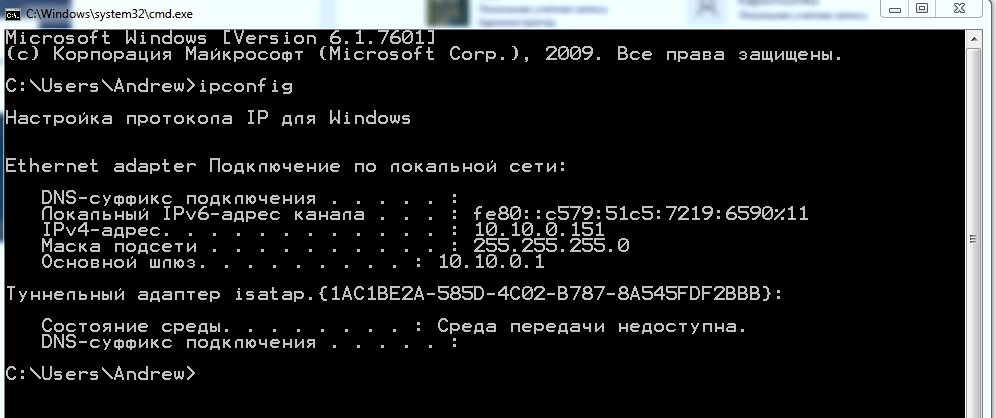 C:\Windows\system32\cmd.exe
Microsoft Windows [Version 6.1.7601]
(c) Корпорация Майкрософт (Microsoft Corp.), 2009. Все права защищены.
C:\Users\Andrew>ipconfig
Настройка протокола IP для Windows
Ethernet adapter Подключение по локальной сети:
DNS-суффикс подключения . . . . . :
Локальный IPv6-адрес канала . . . : fe80::c579:51c5:7219:6590%11
IPv4-адрес. . . . . . . . . . . . : 10.10.0.151
Маска подсети . . . . . . . . . . : 255.255.255.0
Основной шлюз. . . . . . . . . : 10.10.0.1
Туннельный адаптер isatap.{1AC1BE2A-585D-4C02-B787-8A545FDF2BBB}:
Состояние среды. . . . . . . . : Среда передачи недоступна.
DNS-суффикс подключения . . . . . :
C:\Users\Andrew>